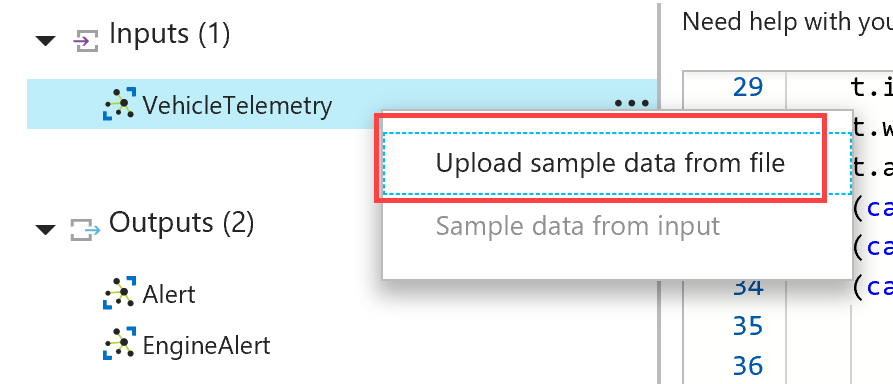 Inputs (1)
VehicleTelemetry
Outputs (2)
Alert
EngineAlert
Upload sample data from file
Sample data from input
Need help with you
29 t.i
t.w
t.a
(ca
(ca
34 (ca
35
36